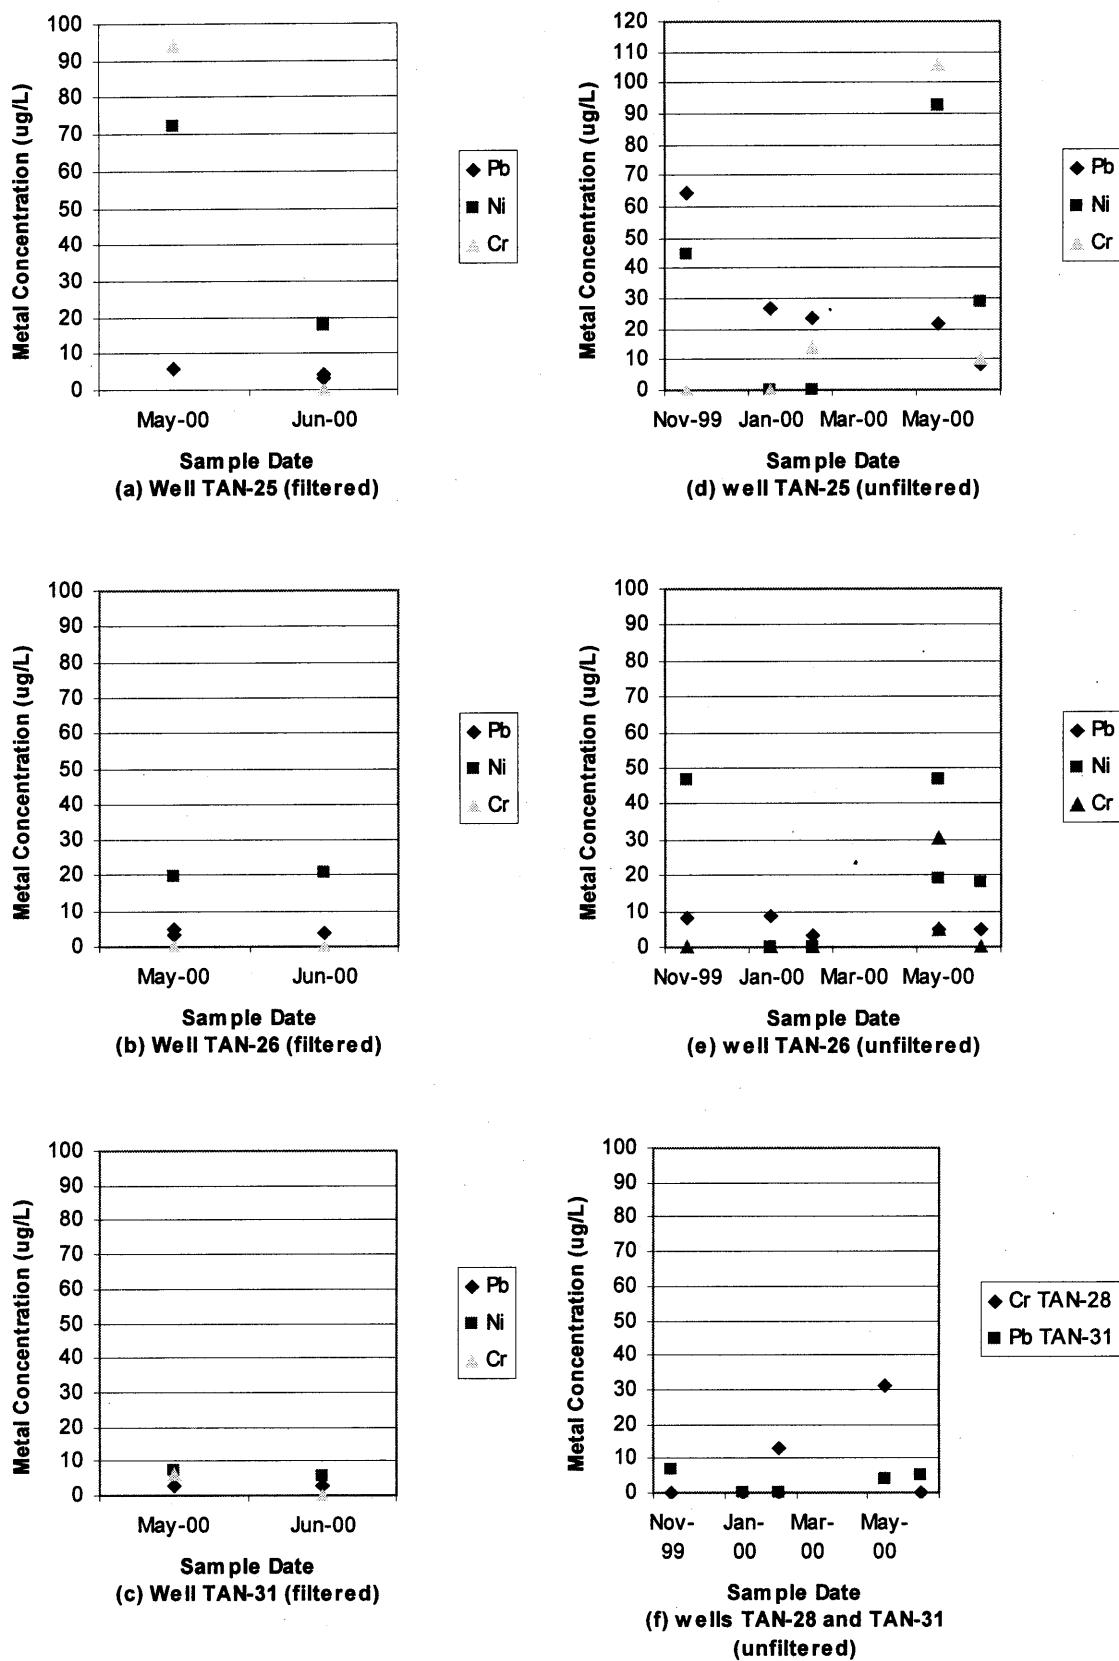 Metal Concentration (ug/L)
100
90
80
70
60
50
40
30
20
10
0
May-00 Jun-00
Sample Date
(a) Well TAN-25 (filtered)
Pb
Ni
Cr
Metal Concentration (ug/L)
120
110
100
90
80
70
60
50
40
30
20
10
0
Nov-99 Jan-00 Mar-00 May-00
Sample Date
(d) well TAN-25 (unfiltered)
Pb
Ni
Cr
Metal Concentration (ug/L)
100
90
80
70
60
50
40
30
20
10
0
May-00 Jun-00
Sample Date
(b) Well TAN-26 (filtered)
Pb
Ni
Cr
Metal Concentration (ug/L)
100
90
80
70
60
50
40
30
20
10
0
Nov-99 Jan-00 Mar-00 May-00
Sample Date
(e) well TAN-26 (unfiltered)
Pb
Ni
Cr
Metal Concentration (ug/L)
100
90
80
70
60
50
40
30
20
10
0
May-00 Jun-00
Sample Date
(c) Well TAN-31 (filtered)
Pb
Ni
Cr
Metal Concentration (ug/L)
100
90
80
70
60
50
40
30
20
10
0
Nov- Jan- Mar- May-
99 00 00 00
Sample Date
(f) wells TAN-28 and TAN-31
(unfiltered)
Cr TAN-28
Pb TAN-31